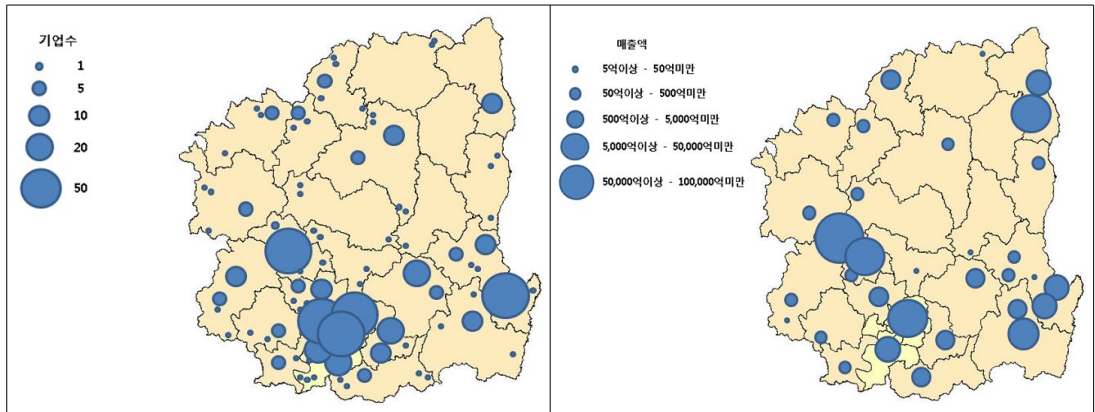 기업수
1
5
10
20
50
매출액
5억이상 - 50억미만
50억이상 - 500억미만
500억이상 - 5,000억미만
5,000억이상 - 50,000억미만
50,000억이상 - 100,000억미만